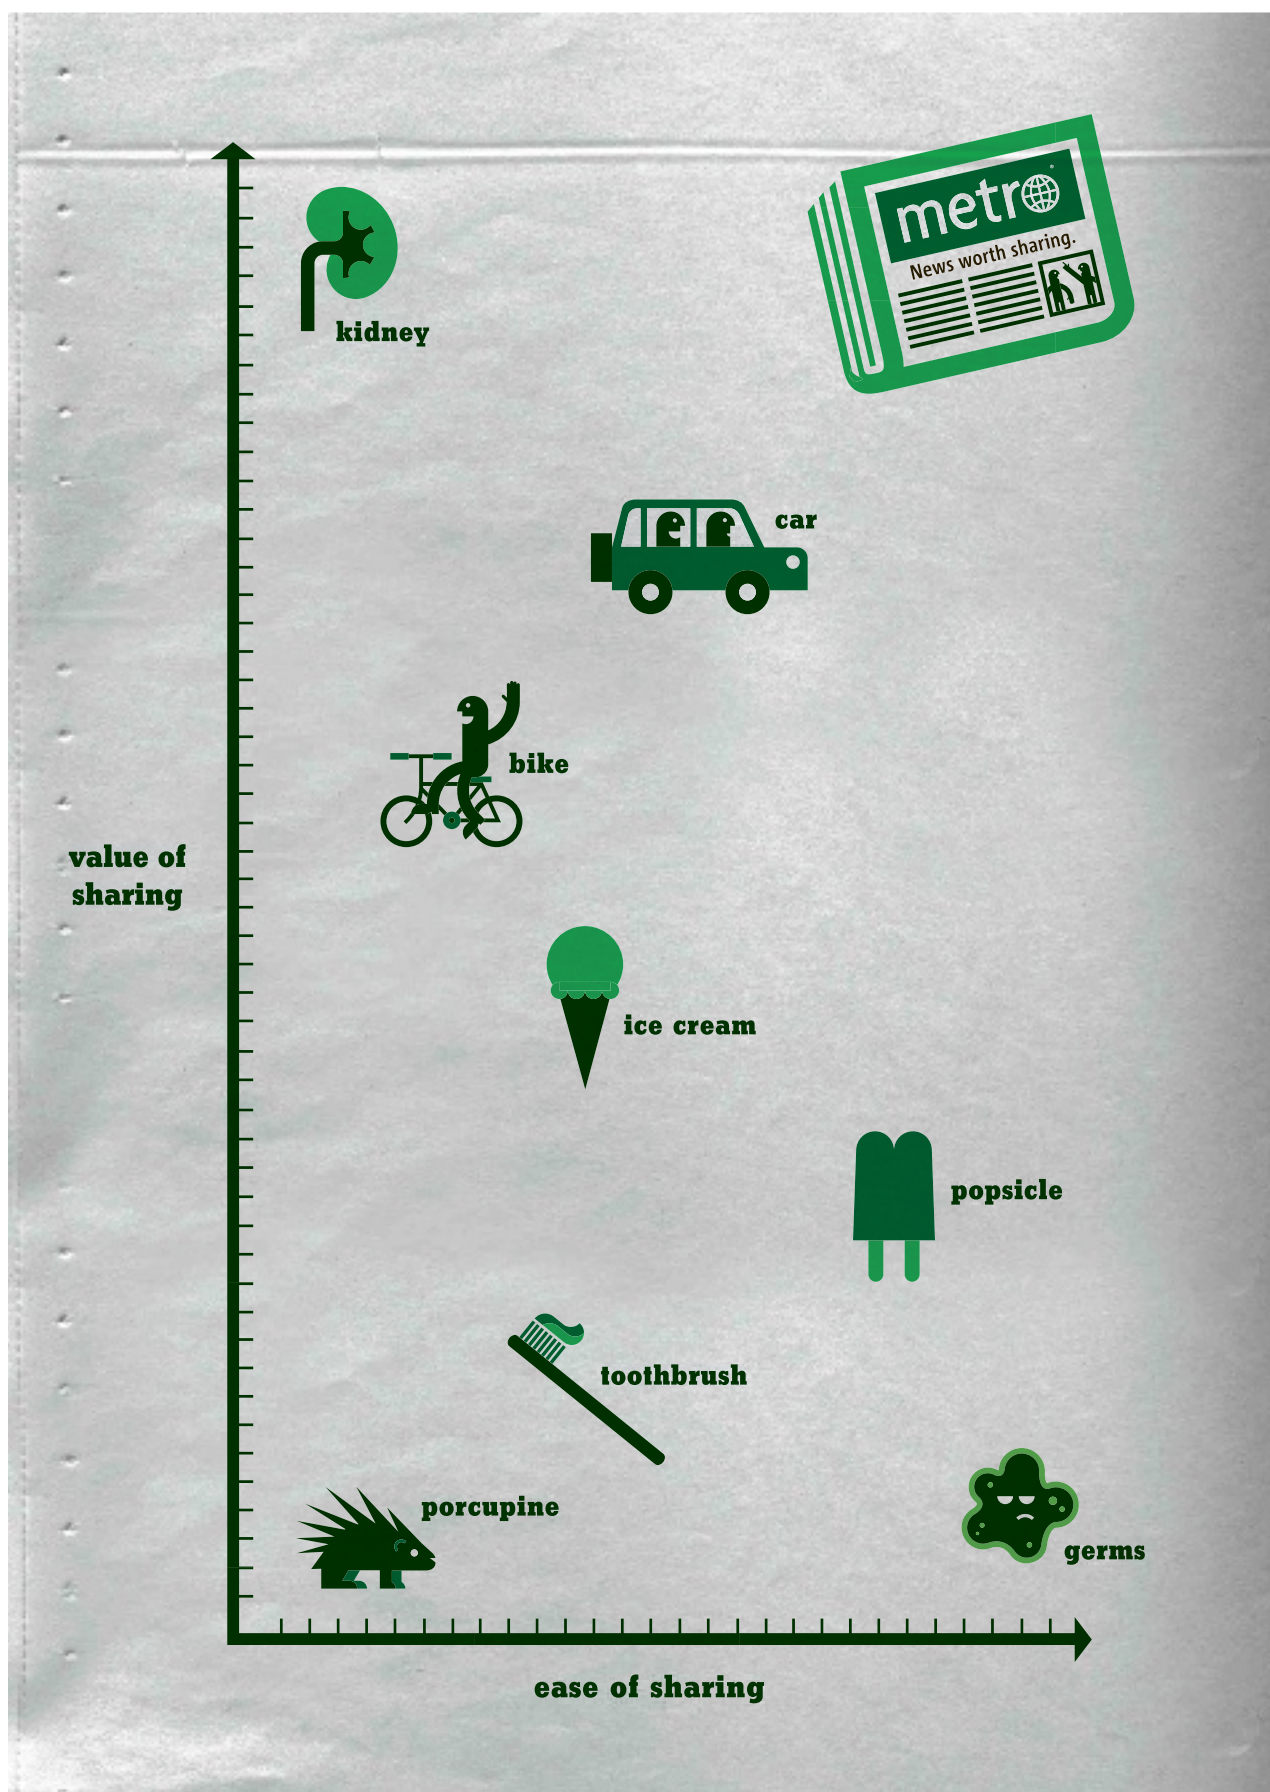 metro
News worth sharing.
kidney
car
bike
value of
sharing
ice cream
popsicle
toothbrush
porcupine
germs
ease of sharing